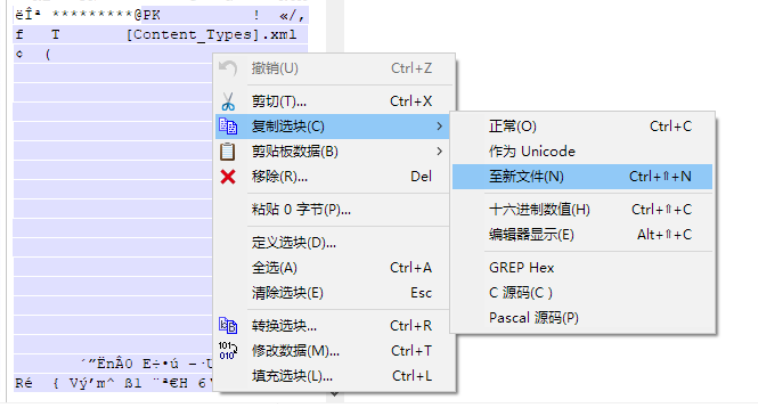 ëÎª *********@PK ! «/,
f T [Content_Types].xml
¢ (
撤销(U) Ctrl+Z
剪切(T)... Ctrl+X
复制选块(C) >
剪贴板数据(B) >
移除(R)... Del
粘贴 0 字节(P)...
定义选块(D)...
全选(A) Ctrl+A
清除选块(E) Esc
转换选块... Ctrl+R
修改数据(M)... Ctrl+T
填充选块(L)... Ctrl+L
正常(O) Ctrl+C
作为 Unicode
至新文件(N) Ctrl+⇧+N
十六进制数值(H) Ctrl+⇧+C
编辑器显示(E) Alt+⇧+C
GREP Hex
C 源码(C )
Pascal 源码(P)
´"ËnÂ0 E÷•ú
Ré { Vý'm^ ßl ¨ª€H 6